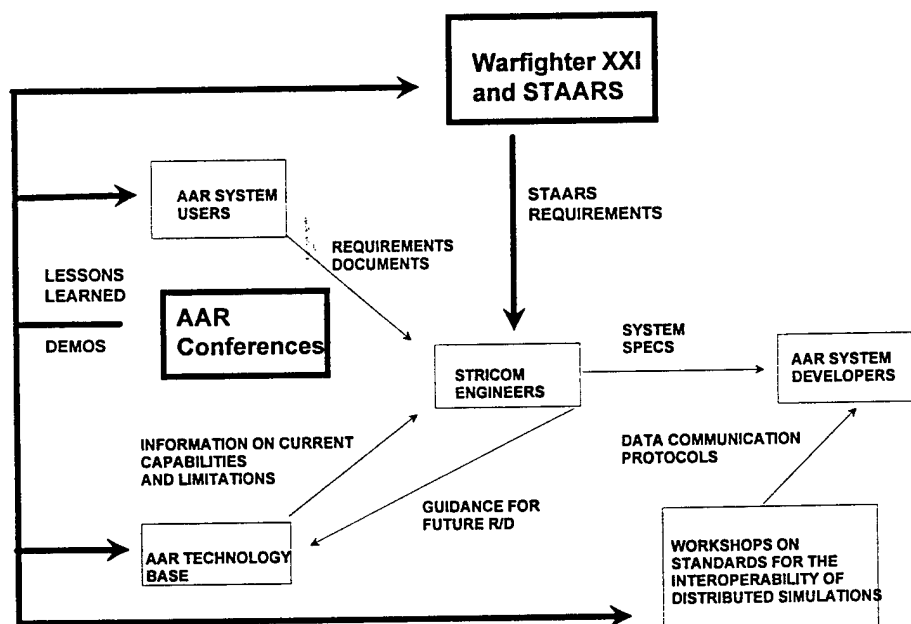 Warfighter XXI
and STAARS
AAR SYSTEM
USERS
STAARS
REQUIREMENTS
REQUIREMENTS
DOCUMENTS
LESSONS
LEARNED
DEMOS
AAR
Conferences
STRICOM
ENGINEERS
SYSTEM
SPECS
AAR SYSTEM
DEVELOPERS
INFORMATION ON CURRENT
CAPABILITIES
AND LIMITATIONS
DATA COMMUNICATION
PROTOCOLS
GUIDANCE FOR
FUTURE R/D
AAR TECHNOLOGY
BASE
WORKSHOPS ON
STANDARDS FOR THE
INTEROPERABILITY OF
DISTRIBUTED SIMULATIONS